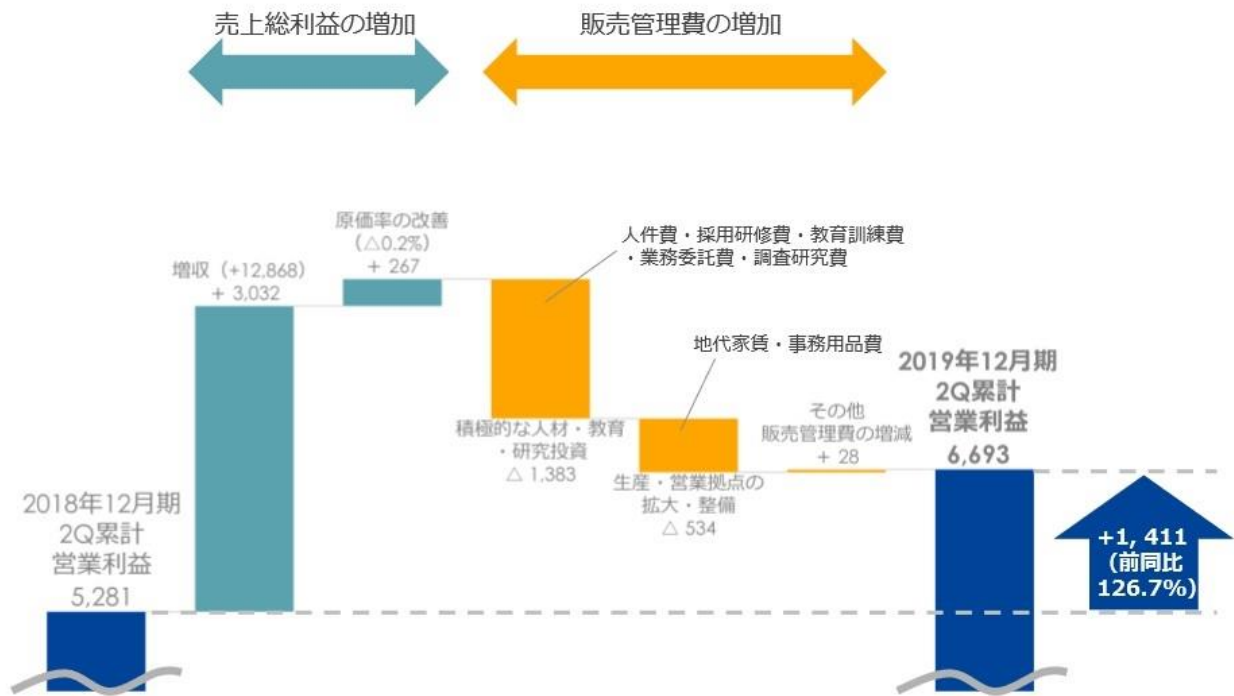 売上総利益の増加
販売管理費の増加
原価率の改善
(△0.2%)
+ 267
増収（+12,868）
+ 3,032
人件費・採用研修費・教育訓練費
・業務委託費・調査研究費
地代家賃・事務用品費
積極的な人材・教育
・研究投資
△ 1,383
生産・営業拠点の
拡大・整備
△ 534
その他
販売管理費の増減
+ 28
2018年12月期
2Q累計
営業利益
5,281
2019年12月期
2Q累計
営業利益
6,693
+1, 411
(前同比
126.7%)